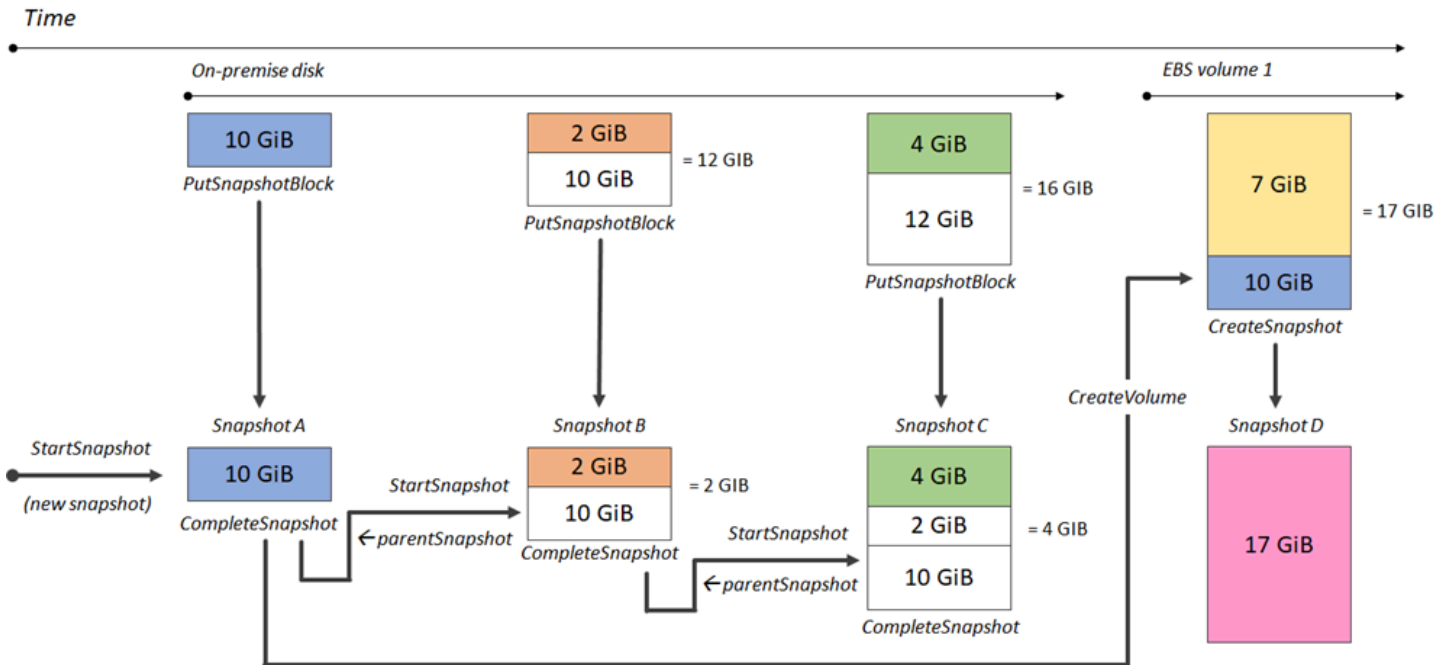 Time
On-premise disk
EBS volume 1
10 GiB
PutSnapshotBlock
2 GiB
10 GiB
= 12 GIB
PutSnapshotBlock
4 GiB
12 GiB
= 16 GIB
PutSnapshotBlock
7 GiB
10 GiB
= 17 GIB
CreateSnapshot
CreateVolume
StartSnapshot
(new snapshot)
Snapshot A
10 GiB
CompleteSnapshot
StartSnapshot
←parentSnapshot
Snapshot B
2 GiB
10 GiB
= 2 GIB
CompleteSnapshot
StartSnapshot
←parentSnapshot
Snapshot C
4 GiB
2 GiB
10 GiB
= 4 GIB
CompleteSnapshot
Snapshot D
17 GiB